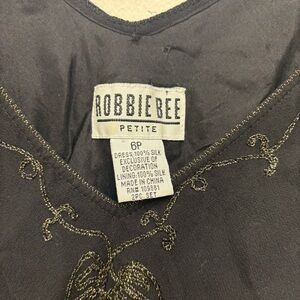 ROBBIE BEE
PETITE
6P
DRESS:100% SILK
EXCLUSIVE OF
DECORATION
LINING:100% SILK
MADE IN CHINA
RN# 109881
2PC SET